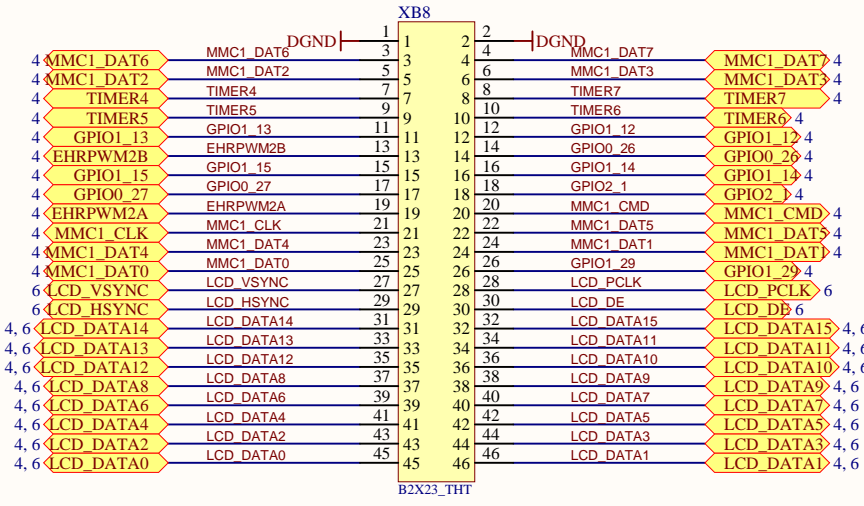 XB8
DGND 1 1 2 2 DGND
4 MMC1_DAT6 MMC1_DAT6 3 3 4 4 MMC1_DAT7 MMC1_DAT7 4
4 MMC1_DAT2 MMC1_DAT2 5 5 6 6 MMC1_DAT3 MMC1_DAT3 4
4 TIMER4 TIMER4 7 7 8 8 TIMER7 TIMER7 4
4 TIMER5 TIMER5 9 9 10 10 TIMER6 TIMER6 4
4 GPIO1_13 GPIO1_13 11 11 12 12 GPIO1_12 GPIO1_12 4
4 EHRPWM2B EHRPWM2B 13 13 14 14 GPIO0_26 GPIO0_26 4
4 GPIO1_15 GPIO1_15 15 15 16 16 GPIO1_14 GPIO1_14 4
4 GPIO0_27 GPIO0_27 17 17 18 18 GPIO2_1 GPIO2_1 4
4 EHRPWM2A EHRPWM2A 19 19 20 20 MMC1_CMD MMC1_CMD 4
4 MMC1_CLK MMC1_CLK 21 21 22 22 MMC1_DAT5 MMC1_DAT5 4
4 MMC1_DAT4 MMC1_DAT4 23 23 24 24 MMC1_DAT1 MMC1_DAT1 4
4 MMC1_DAT0 MMC1_DAT0 25 25 26 26 GPIO1_29 GPIO1_29 4
6 LCD_VSYNC LCD_VSYNC 27 27 28 28 LCD_PCLK LCD_PCLK 6
6 LCD_HSYNC LCD_HSYNC 29 29 30 30 LCD_DE LCD_DE 6
4, 6 LCD_DATA14 LCD_DATA14 31 31 32 32 LCD_DATA15 LCD_DATA15 4, 6
4, 6 LCD_DATA13 LCD_DATA13 33 33 34 34 LCD_DATA11 LCD_DATA11 4, 6
4, 6 LCD_DATA12 LCD_DATA12 35 35 36 36 LCD_DATA10 LCD_DATA10 4, 6
4, 6 LCD_DATA8 LCD_DATA8 37 37 38 38 LCD_DATA9 LCD_DATA9 4, 6
4, 6 LCD_DATA6 LCD_DATA6 39 39 40 40 LCD_DATA7 LCD_DATA7 4, 6
4, 6 LCD_DATA4 LCD_DATA4 41 41 42 42 LCD_DATA5 LCD_DATA5 4, 6
4, 6 LCD_DATA2 LCD_DATA2 43 43 44 44 LCD_DATA3 LCD_DATA3 4, 6
4, 6 LCD_DATA0 LCD_DATA0 45 45 46 46 LCD_DATA1 LCD_DATA1 4, 6
B2X23_THT